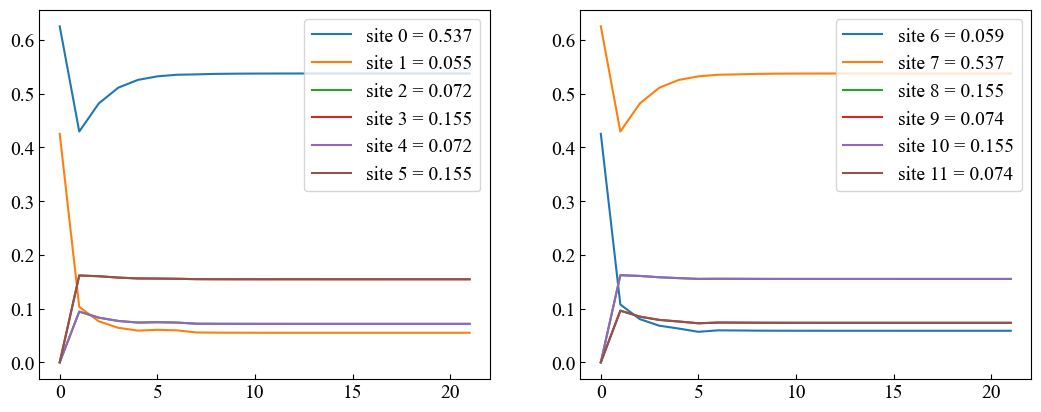 0.6
0.5
0.4
0.3
0.2
0.1
0.0
0 5 10 15 20
site 0 = 0.537
site 1 = 0.055
site 2 = 0.072
site 3 = 0.155
site 4 = 0.072
site 5 = 0.155
0.6
0.5
0.4
0.3
0.2
0.1
0.0
0 5 10 15 20
site 6 = 0.059
site 7 = 0.537
site 8 = 0.155
site 9 = 0.074
site 10 = 0.155
site 11 = 0.074